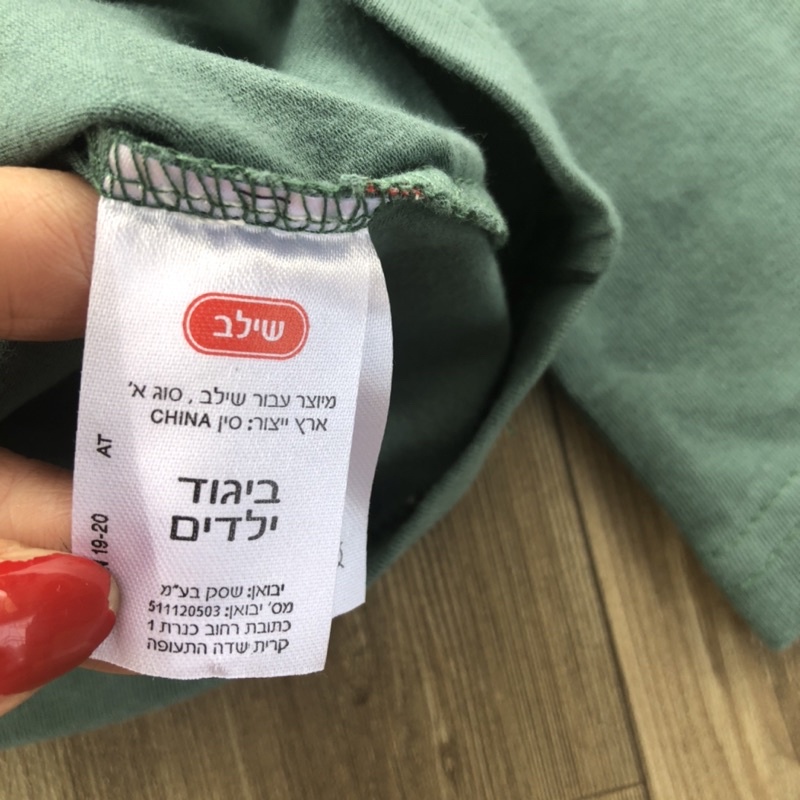 שילב
מיוצר עבור שילב , סוג א'
ארץ ייצור: סין CHINA
ביגוד
ילדים
יבואן: שסק בע"מ
מס' יבואן: 511120503
כתובת רחוב כנרת 1
קרית שדה התעופה
AT
19-20